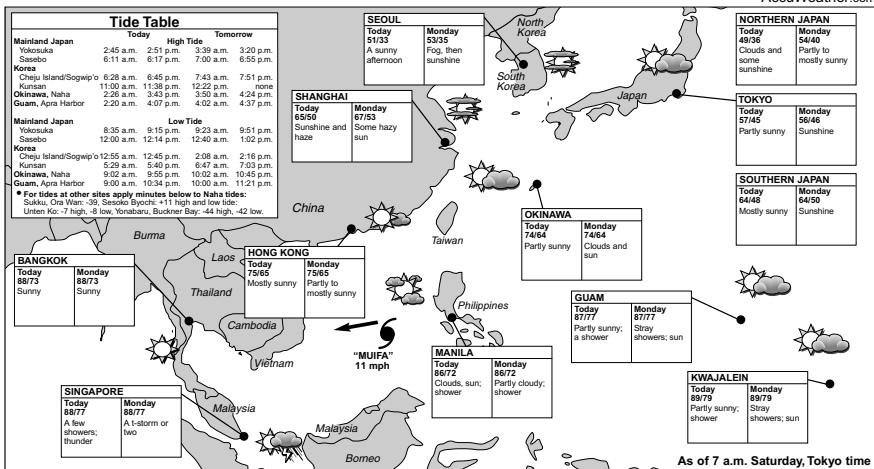 AccuWeather.com
Tide Table
Today Tomorrow
Mainland Japan High Tide
Yokosuka 2:45 a.m. 2:51 p.m. 3:39 a.m. 3:20 p.m.
Sasebo 6:11 a.m. 6:17 p.m. 7:00 a.m. 6:55 p.m.
Korea
Cheju Island/Sogwip'o 6:28 a.m. 6:45 p.m. 7:43 a.m. 7:51 p.m.
Kunsan 11:00 a.m. 11:38 p.m. 12:22 p.m. none
Okinawa, Naha 2:26 a.m. 3:43 p.m. 3:50 a.m. 4:24 p.m.
Guam, Apra Harbor 2:20 a.m. 4:07 p.m. 4:02 a.m. 4:37 p.m.
Mainland Japan Low Tide
Yokosuka 8:35 a.m. 9:15 p.m. 9:23 a.m. 9:51 p.m.
Sasebo 12:00 a.m. 12:14 p.m. 12:40 a.m. 1:02 p.m.
Korea
Cheju Island/Sogwip'o 12:55 a.m. 12:45 p.m. 2:08 a.m. 2:16 p.m.
Kunsan 5:29 a.m. 5:40 p.m. 6:47 a.m. 7:03 p.m.
Okinawa, Naha 9:02 a.m. 9:55 p.m. 10:02 a.m. 10:45 p.m.
Guam, Apra Harbor 9:00 a.m. 10:34 p.m. 10:00 a.m. 11:21 p.m.
● For tides at other sites apply minutes below to Naha tides:
Sukku, Ora Wan: -39, Sesoko Byochi: +11 high and low tide:
Unten Ko: -7 high, -8 low, Yonabaru, Buckner Bay: -44 high, -42 low.
SEOUL
Today Monday
51/33 53/35
A sunny Fog, then
afternoon sunshine
North
Korea
South
Korea
Japan
NORTHERN JAPAN
Today Monday
49/36 54/40
Clouds and Partly to
some mostly sunny
sunshine
SHANGHAI
Today Monday
65/50 67/53
Sunshine and Some hazy
haze sun
TOKYO
Today Monday
57/45 56/46
Partly sunny Sunshine
SOUTHERN JAPAN
Today Monday
64/48 64/50
Mostly sunny Sunshine
China
Taiwan
OKINAWA
Today Monday
74/64 74/64
Partly sunny Clouds and
sun
Burma
Laos
Thailand
Cambodia
Vietnam
BANGKOK
Today Monday
88/73 88/73
Sunny Sunny
HONG KONG
Today Monday
75/65 75/65
Mostly sunny Partly to
mostly sunny
Philippines
GUAM
Today Monday
87/77 87/77
Partly sunny; Stray
a shower showers; sun
"MUIFA"
11 mph
MANILA
Today Monday
86/72 86/72
Clouds, sun; Partly cloudy;
shower shower
KWAJALEIN
Today Monday
89/79 89/79
Partly sunny; Stray
shower showers; sun
SINGAPORE
Today Monday
88/77 88/77
A few A t-storm or
showers; two
thunder
Malaysia
Malaysia
Borneo
As of 7 a.m. Saturday, Tokyo time